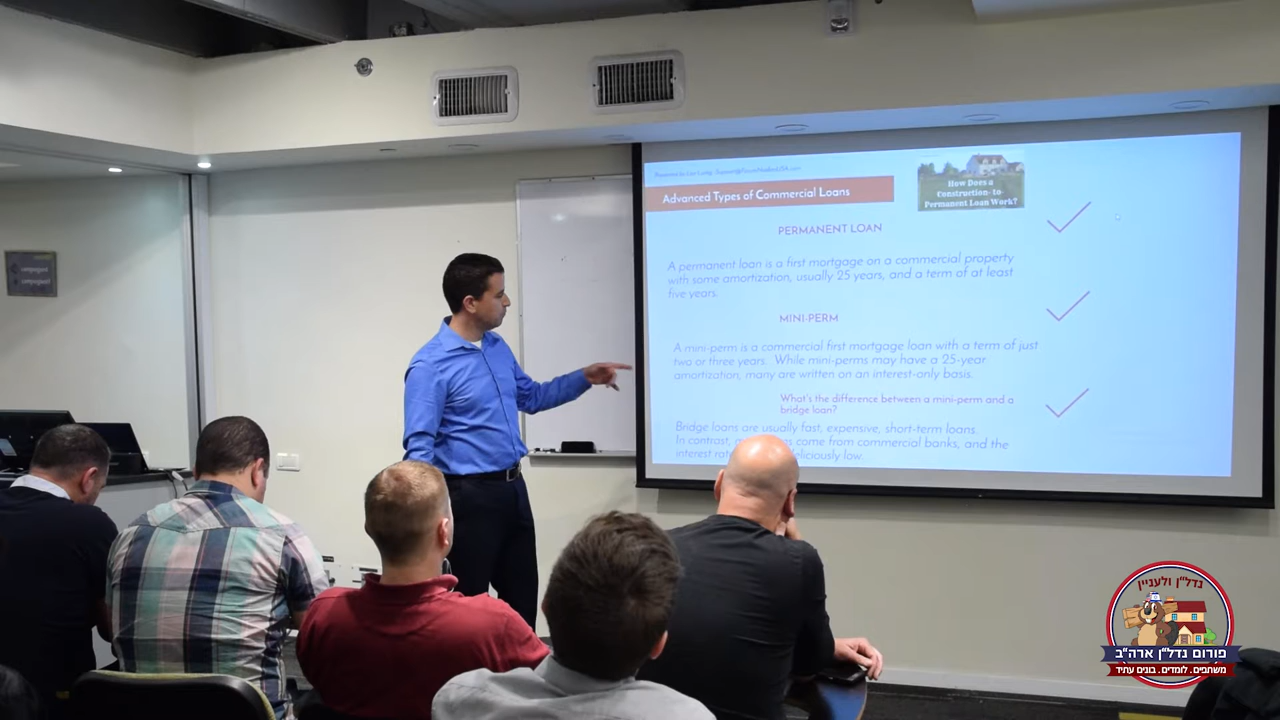 Advanced Types of Commercial Loans
How Does a
Construction- to-
Permanent Loan Work?
PERMANENT LOAN
A permanent loan is a first mortgage on a commercial property
with some amortization, usually 25 years, and a term of at least
five years.
MINI-PERM
A mini-perm is a commercial first mortgage loan with a term of just
two or three years. While mini-perms may have a 25-year
amortization, many are written on an interest-only basis.
What's the difference between a mini-perm and a
bridge loan?
Bridge loans are usually fast, expensive, short-term loans.
In contrast, come from commercial banks, and the
interest deliciously low.
נדל"ן ולעניין
פורום נדל"ן ארה"ב
משתפים. לומדים. בונים עתיד